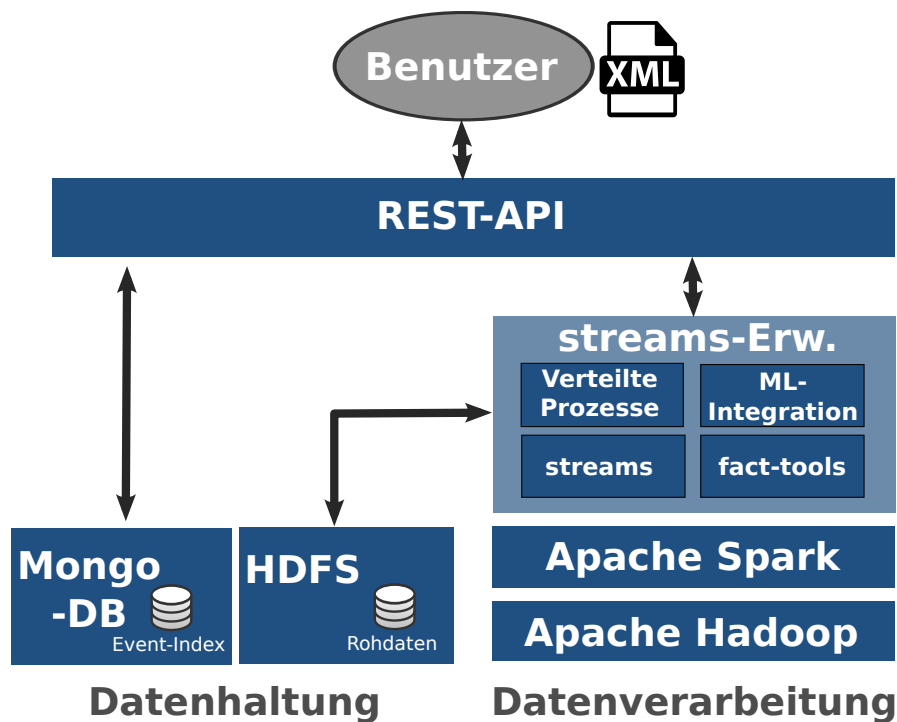 Benutzer
XML
REST-API
streams-Erw.
Verteilte
Prozesse
ML-
Integration
streams
fact-tools
Mongo
-DB
Event-Index
HDFS
Rohdaten
Apache Spark
Apache Hadoop
Datenhaltung
Datenverarbeitung